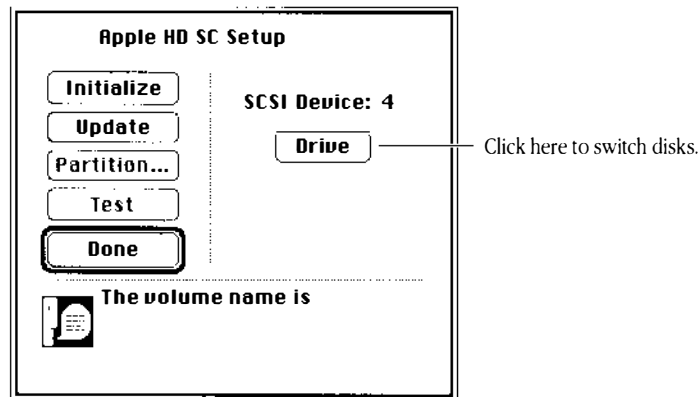 Apple HD SC Setup
Initialize
Update
Partition...
Test
Done
SCSI Device: 4
Drive
Click here to switch disks.
The volume name is